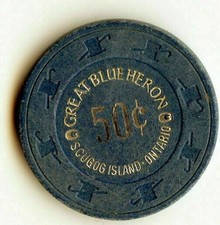 GREAT BLUE HERON
50¢
SCUGOG ISLAND - ONTARIO